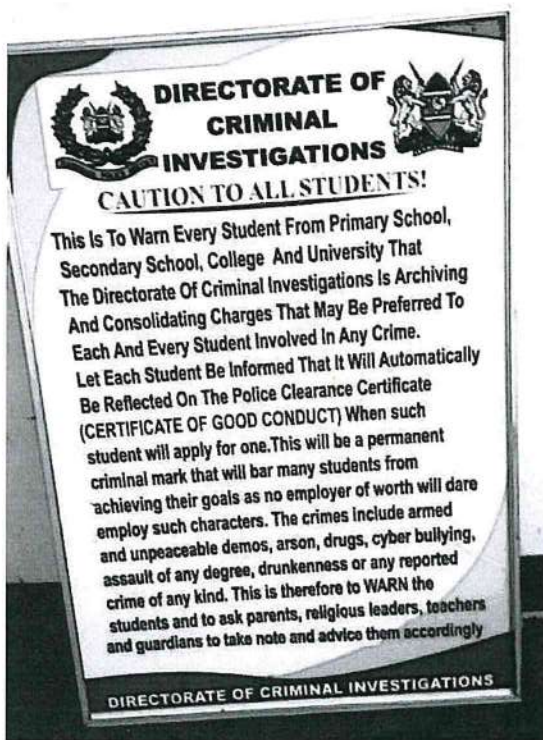 DIRECTORATE OF
CRIMINAL
INVESTIGATIONS
CAUTION TO ALL STUDENTS!
This Is To Warn Every Student From Primary School,
Secondary School, College And University That
The Directorate Of Criminal Investigations Is Archiving
And Consolidating Charges That May Be Preferred To
Each And Every Student Involved In Any Crime.
Let Each Student Be Informed That It Will Automatically
Be Reflected On The Police Clearance Certificate
(CERTIFICATE OF GOOD CONDUCT) When such
student will apply for one.This will be a permanent
criminal mark that will bar many students from
achieving their goals as no employer of worth will dare
employ such characters. The crimes include armed
and unpeaceable demos, arson, drugs, cyber bullying,
assault of any degree, drunkenness or any reported
crime of any kind. This is therefore to WARN the
students and to ask parents, religious leaders, teachers
and guardians to take note and advice them accordingly
DIRECTORATE OF CRIMINAL INVESTIGATIONS